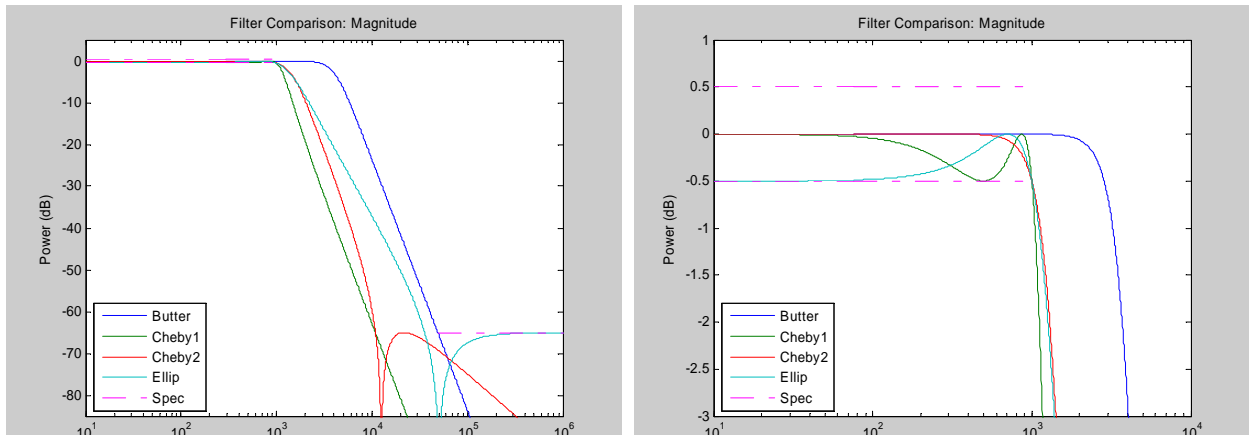 Filter Comparison: Magnitude
0
-10
-20
-30
-40
-50
-60
-70
-80
Power (dB)
Butter
Cheby1
Cheby2
Ellip
Spec
10^1
10^2
10^3
10^4
10^5
10^6
Filter Comparison: Magnitude
1
0.5
0
-0.5
-1
-1.5
-2
-2.5
-3
Power (dB)
Butter
Cheby1
Cheby2
Ellip
Spec
10^1
10^2
10^3
10^4